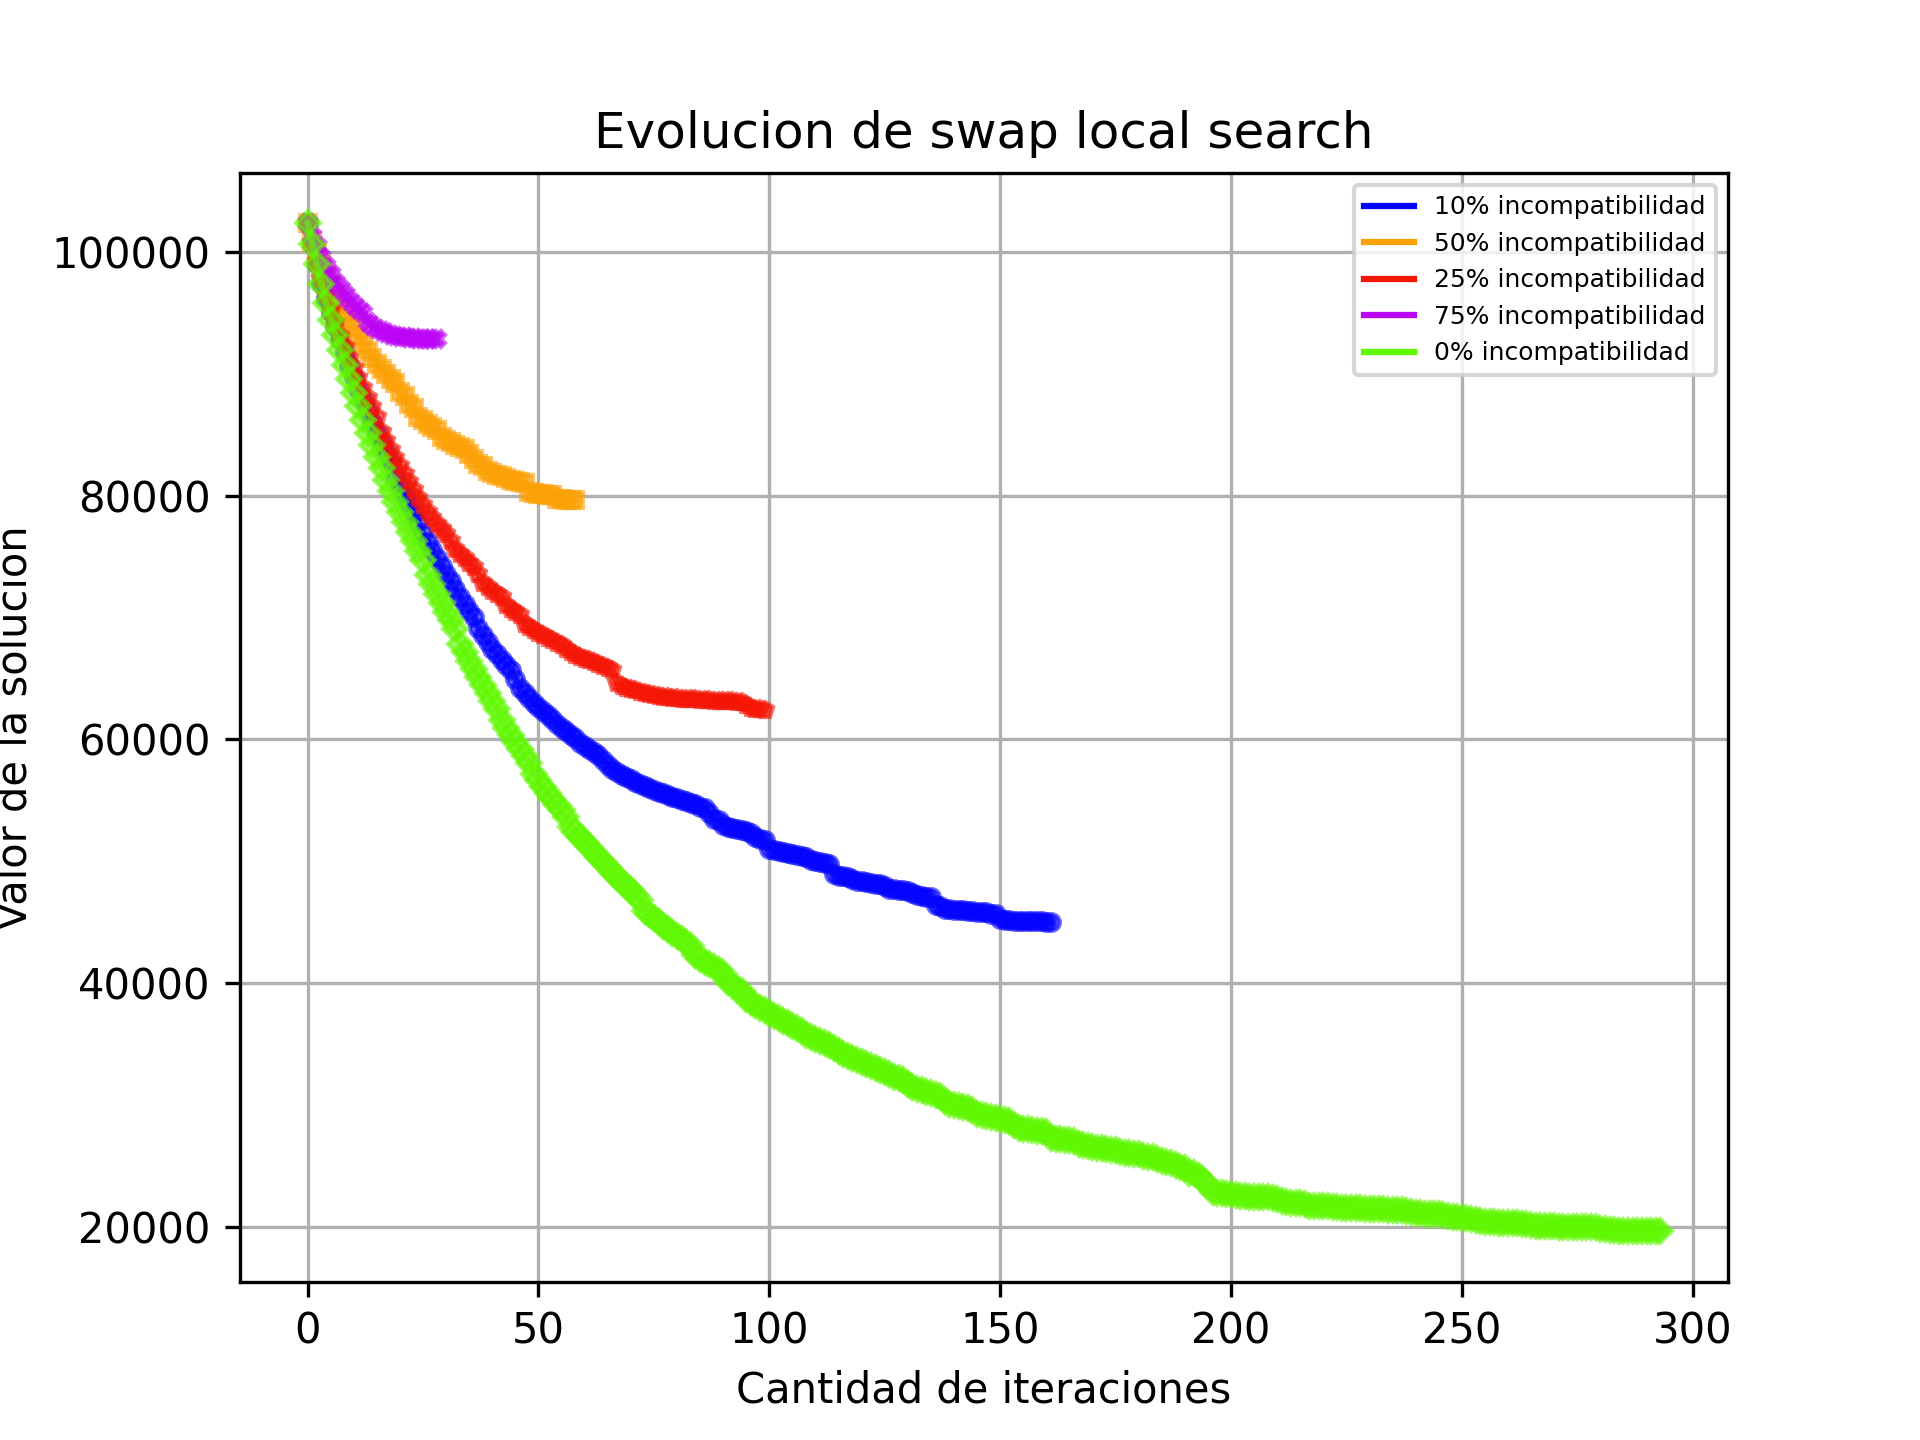 Evolucion de swap local search
10% incompatibilidad
50% incompatibilidad
25% incompatibilidad
75% incompatibilidad
0% incompatibilidad
100000
80000
60000
40000
20000
Valor de la solucion
0 50 100 150 200 250 300
Cantidad de iteraciones